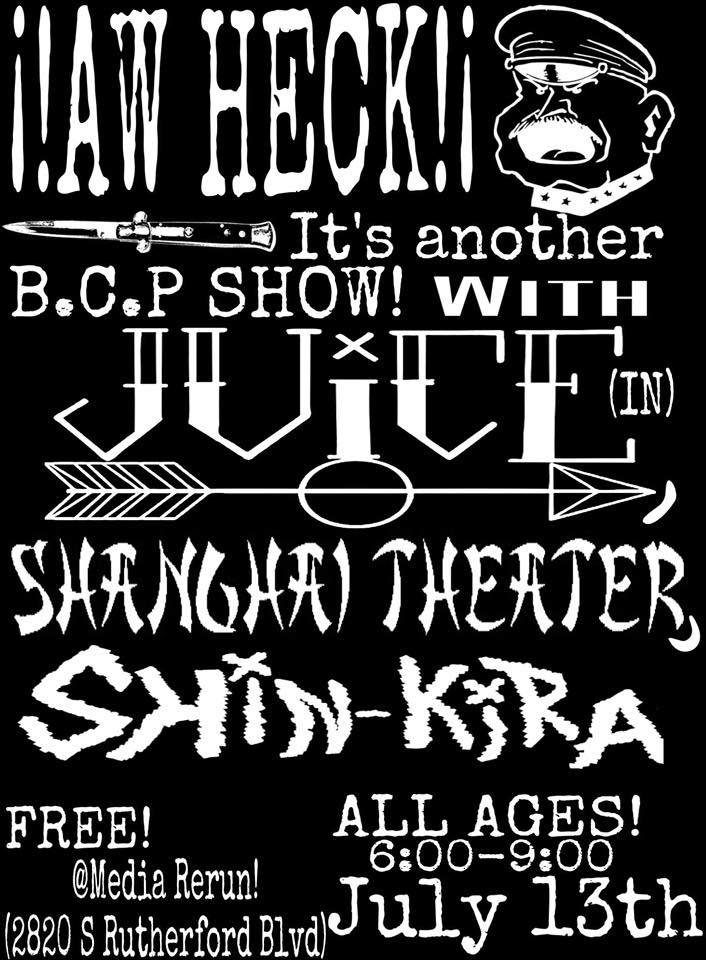 ¡!AW HECK!¡
It's another
B.C.P SHOW! WITH
JUiCE (IN)
,
SHANGHAI THEATER,
SHiN-KiRA
FREE!
@Media Rerun!
(2820 S Rutherford Blvd)
ALL AGES!
6:00-9:00
July 13th